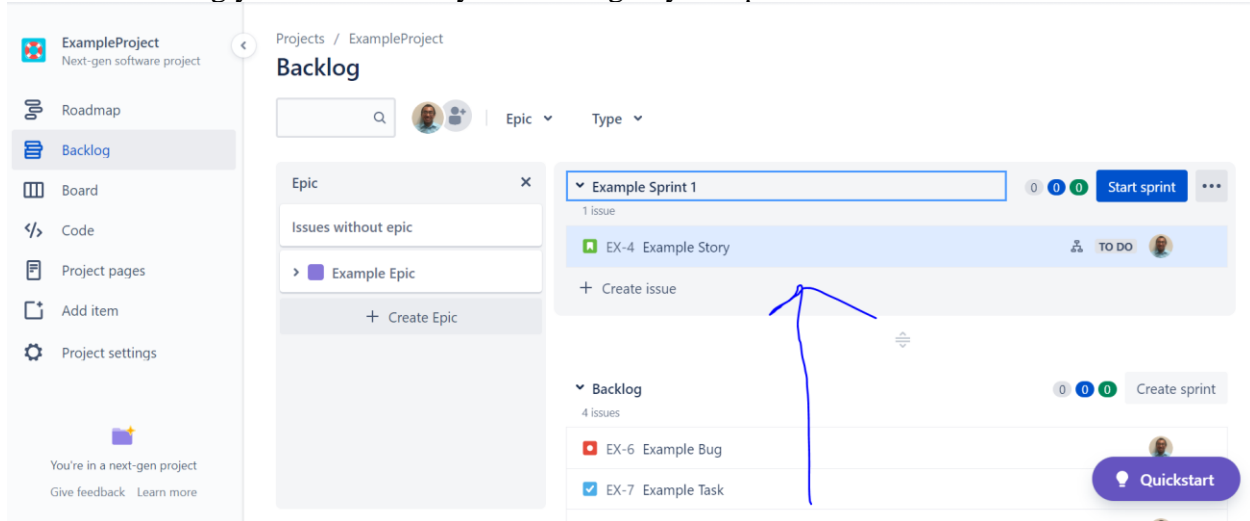 ExampleProject
Next-gen software project
Roadmap
Backlog
Board
Code
Project pages
Add item
Project settings
You're in a next-gen project
Give feedback Learn more
Projects / ExampleProject
Backlog
Epic
Type
Epic
Issues without epic
Example Epic
+ Create Epic
Example Sprint 1
0 0 0 Start sprint
1 issue
EX-4 Example Story TO DO
+ Create issue
Backlog
0 0 0 Create sprint
4 issues
EX-6 Example Bug
EX-7 Example Task
Quickstart